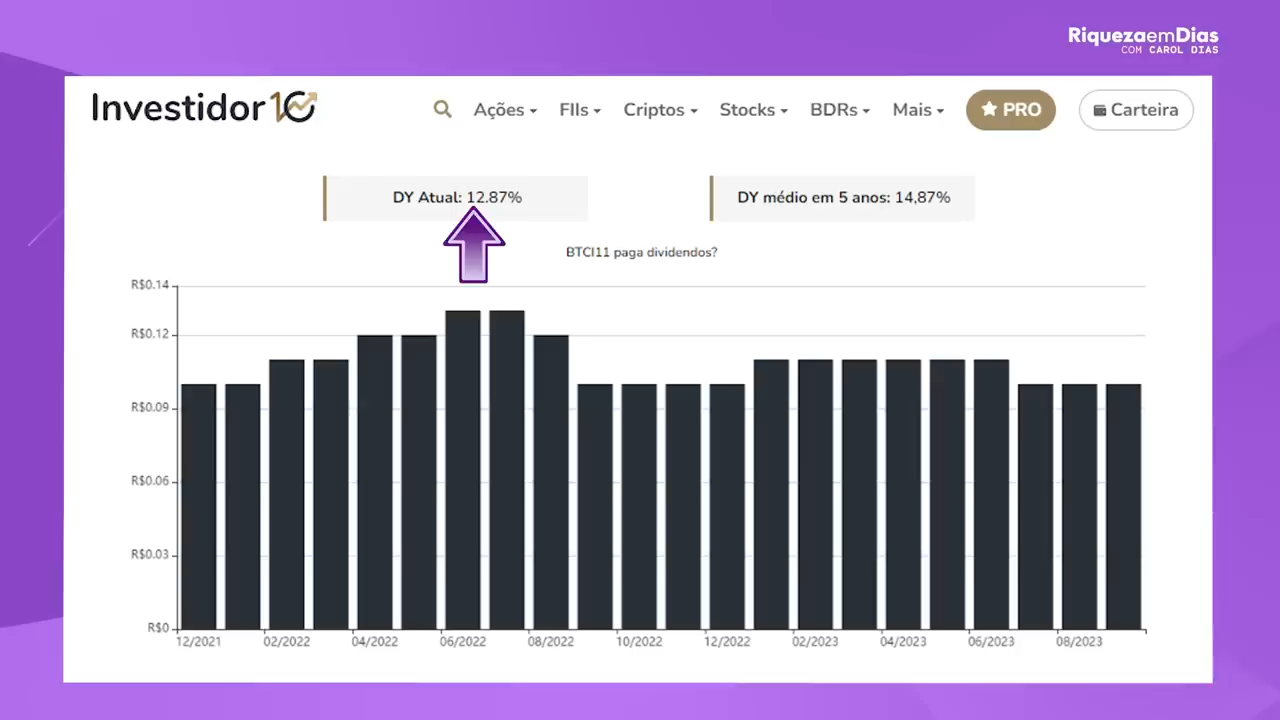 RiquezaemDias
COM CAROL DIAS
Investidor 10
Ações
FIIs
Criptos
Stocks
BDRs
Mais
PRO
Carteira
DY Atual: 12.87%
DY médio em 5 anos: 14,87%
BTCI11 paga dividendos?
R$0.14
R$0.12
R$0.09
R$0.06
R$0.03
R$0
12/2021
02/2022
04/2022
06/2022
08/2022
10/2022
12/2022
02/2023
04/2023
06/2023
08/2023